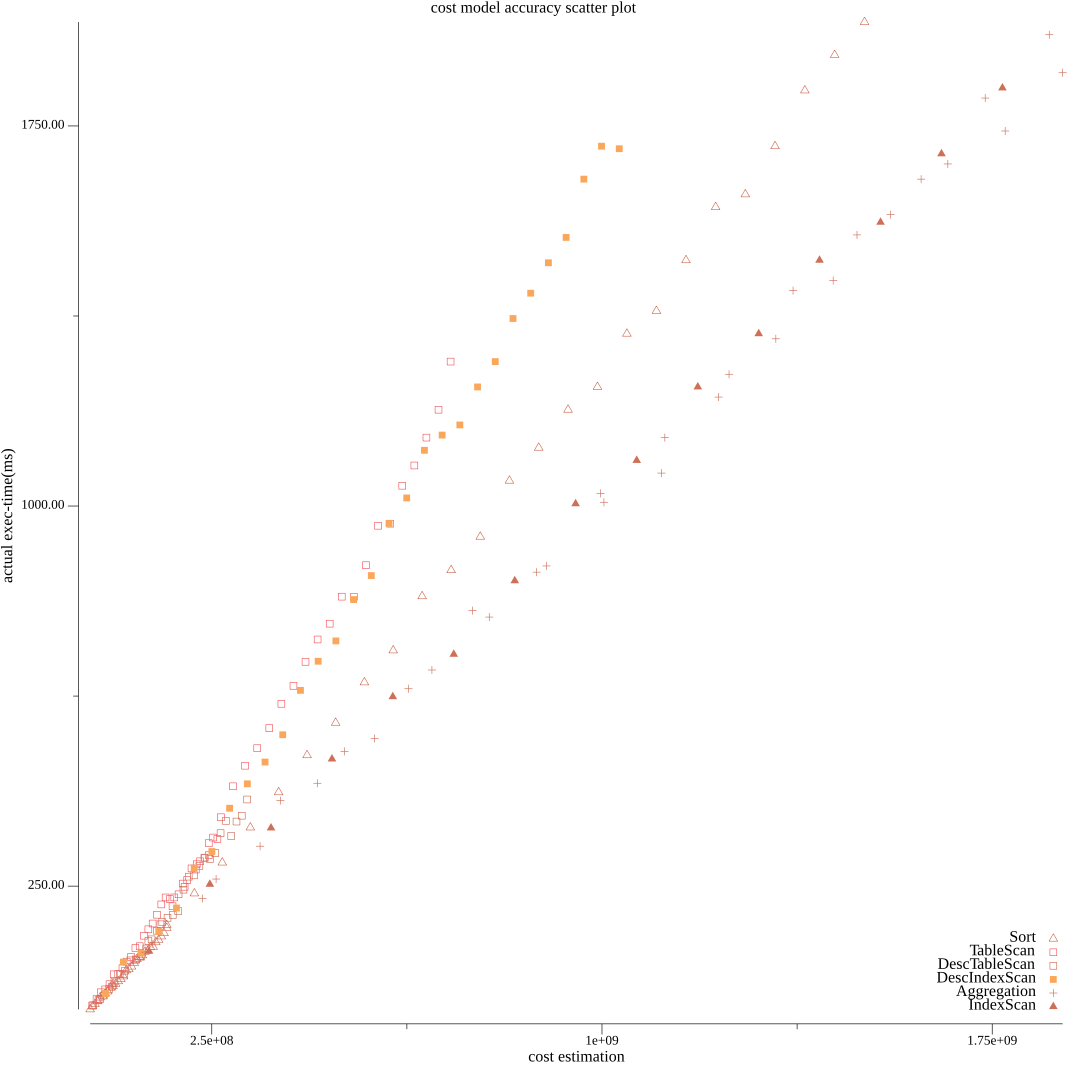 cost model accuracy scatter plot
1750.00
1000.00
250.00
actual exec-time(ms)
Sort
TableScan
DescTableScan
DescIndexScan
Aggregation
IndexScan
2.5e+08
1e+09
1.75e+09
cost estimation